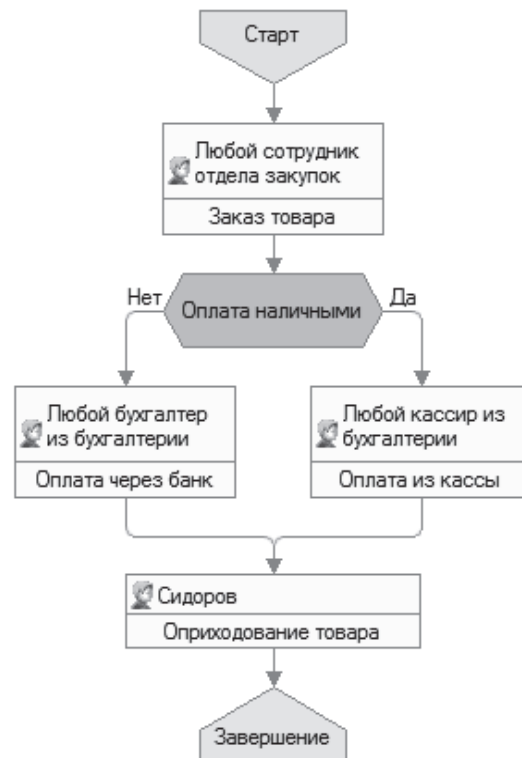 Старт
Любой сотрудник
отдела закупок
Заказ товара
Нет
Оплата наличными
Да
Любой бухгалтер
из бухгалтерии
Оплата через банк
Любой кассир из
бухгалтерии
Оплата из кассы
Сидоров
Оприходование товара
Завершение